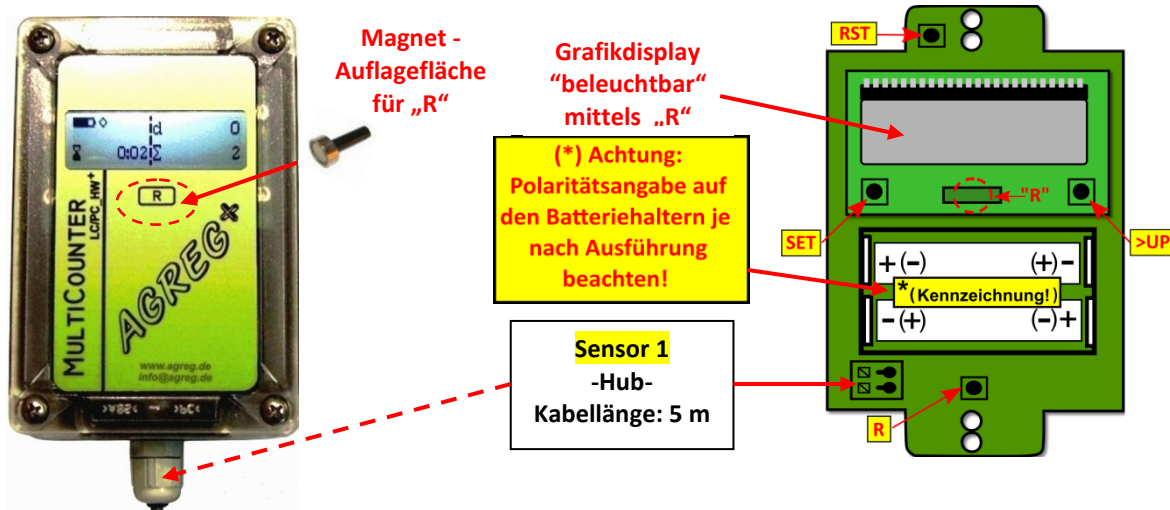 Magnet -
Auflagefläche
für „R“
Grafikdisplay
“beleuchtbar“
mittels „R“
(*) Achtung:
Polaritätsangabe auf
den Batteriehaltern je
nach Ausführung
beachten!
Sensor 1
-Hub-
Kabellänge: 5 m
d 0
0:02 Σ 2
R
MULTICOUNTER
LC/PC_HW+
AGREG x
www.agreg.de
info@agreg.de
RST
"R"
SET
>UP
+(-) (+)-
*(Kennzeichnung!)
-(+) (-)+
R